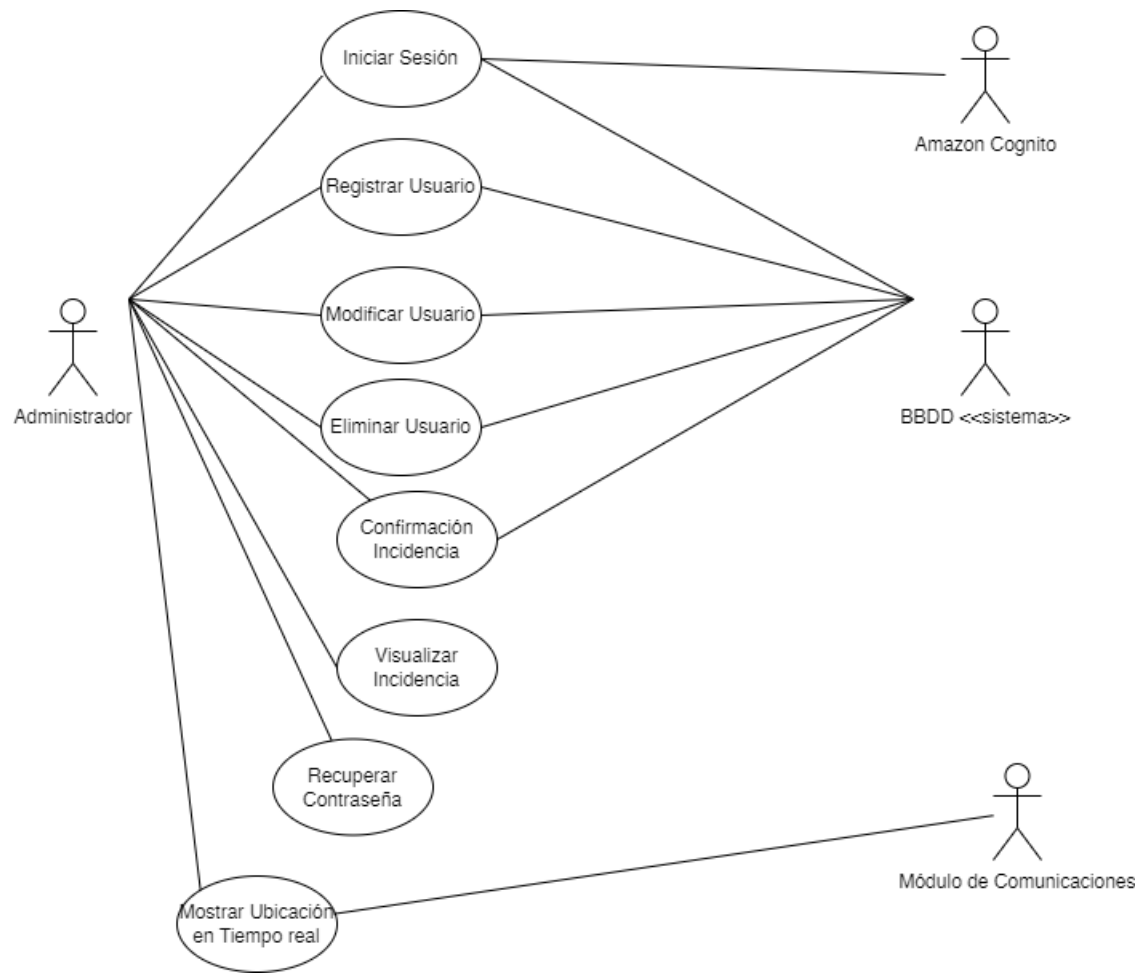 Iniciar Sesión
Amazon Cognito
Registrar Usuario
Modificar Usuario
Administrador
BBDD <<sistema>>
Eliminar Usuario
Confirmación
Incidencia
Visualizar
Incidencia
Recuperar
Contraseña
Módulo de Comunicaciones
Mostrar Ubicación
en Tiempo real